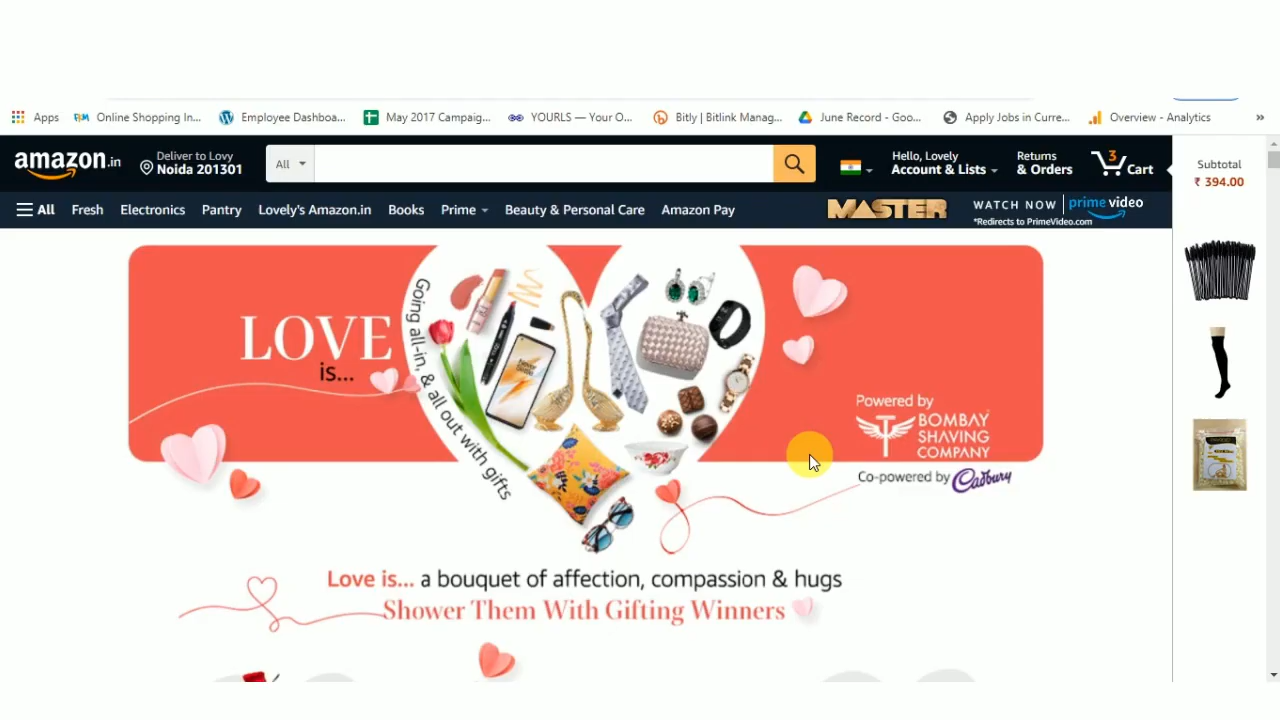 Apps
Online Shopping In...
Employee Dashboa...
May 2017 Campaig...
YOURLS — Your O...
Bitly | Bitlink Manag...
June Record - Goo...
Apply Jobs in Curre...
Overview - Analytics
»
amazon.in
Deliver to Lovy
Noida 201301
All
Hello, Lovely
Account & Lists
Returns
& Orders
3
Cart
Subtotal
₹ 394.00
All
Fresh
Electronics
Pantry
Lovely's Amazon.in
Books
Prime
Beauty & Personal Care
Amazon Pay
MASTER
WATCH NOW
prime video
*Redirects to PrimeVideo.com
LOVE
is...
Going all-in, & all out with gifts
Powered by
BOMBAY
SHAVING
COMPANY
Co-powered by Cadbury
Love is... a bouquet of affection, compassion & hugs
Shower Them With Gifting Winners